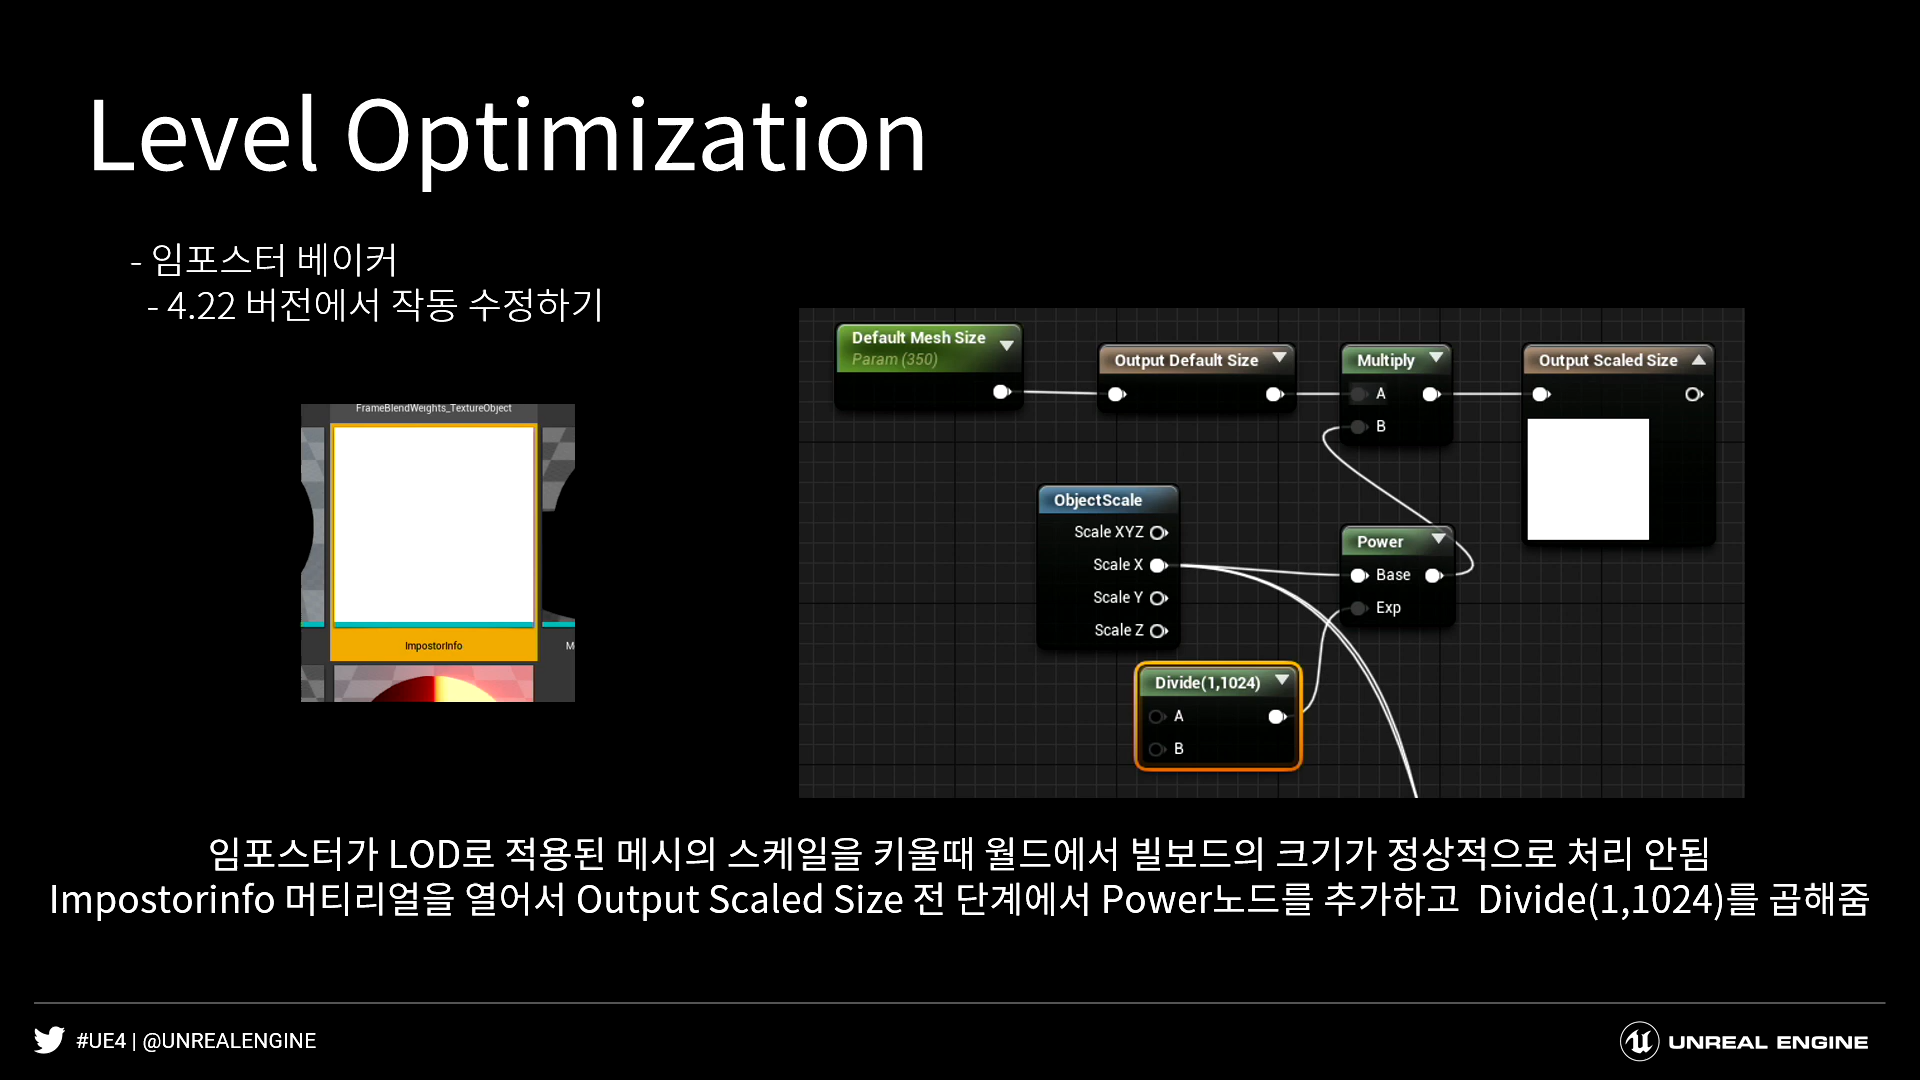 Level Optimization
- 임포스터 베이커
- 4.22 버전에서 작동 수정하기
FrameBlendWeights_TextureObject
ImpostorInfo
M
Default Mesh Size
Param (350)
Output Default Size
Multiply
A
B
Output Scaled Size
ObjectScale
Scale XYZ
Scale X
Scale Y
Scale Z
Power
Base
Exp
Divide(1,1024)
A
B
임포스터가 LOD로 적용된 메시의 스케일을 키울때 월드에서 빌보드의 크기가 정상적으로 처리 안됨
Impostorinfo 머티리얼을 열어서 Output Scaled Size 전 단계에서 Power노드를 추가하고 Divide(1,1024)를 곱해줌
#UE4 | @UNREALENGINE
UNREAL ENGINE